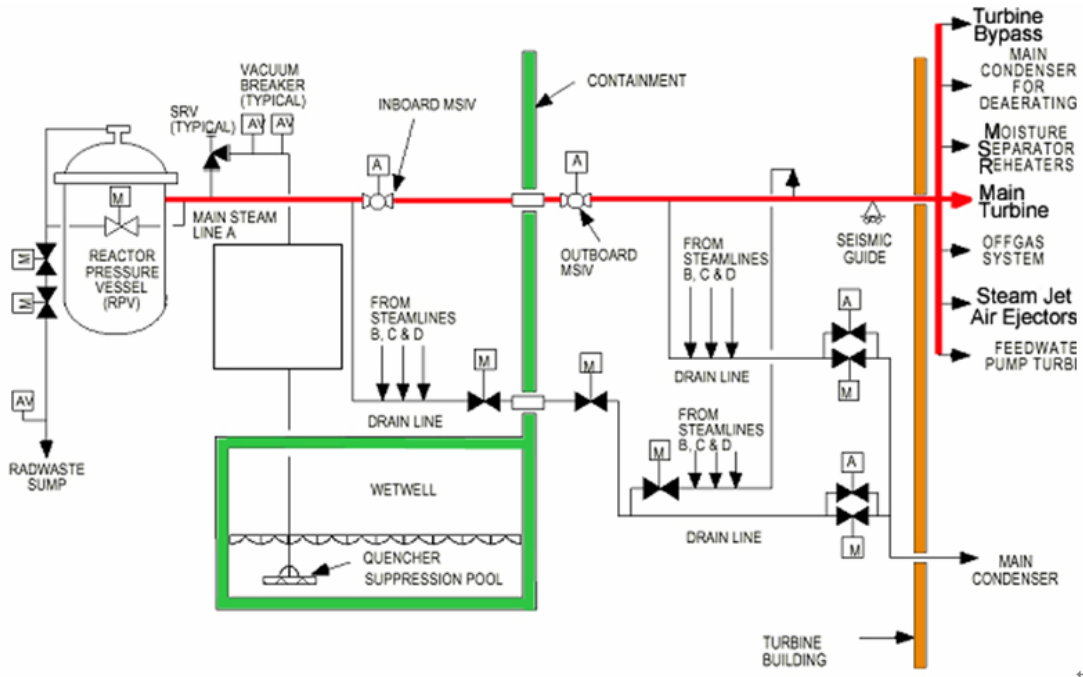 Turbine
Bypass
MAIN
CONDENSER
FOR
DEAERATING
MOISTURE
SEPARATOR
REHEATERS
Main
Turbine
OFFGAS
SYSTEM
Steam Jet
Air Ejectors
FEEDWATE
PUMP TURBI
VACUUM
BREAKER
(TYPICAL)
SRV
(TYPICAL)
AV
AV
INBOARD MSIV
CONTAINMENT
A
A
M
MAIN STEAM
LINE A
REACTOR
PRESSURE
VESSEL
(RPV)
M
M
OUTBOARD
MSIV
SEISMIC
GUIDE
FROM
STEAMLINES
B, C & D
FROM
STEAMLINES
B, C & D
A
M
DRAIN LINE
M
M
DRAIN LINE
FROM
STEAMLINES
B, C & D
M
A
M
DRAIN LINE
AV
RADWASTE
SUMP
WETWELL
QUENCHER
SUPPRESSION POOL
MAIN
CONDENSER
TURBINE
BUILDING